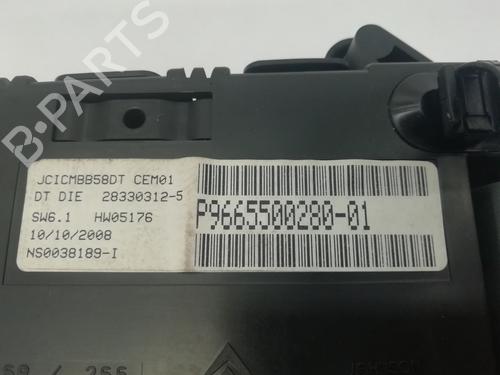 B-PARTS
JCICMBB58DT CEM01
DT DIE 28330312-5
SW6.1 HW05176
10/10/2008
NS0038189-I
P9665500280-01